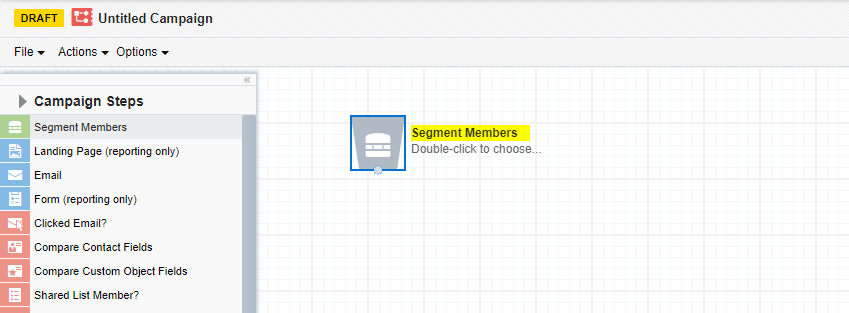 DRAFT Untitled Campaign
File Actions Options
«
Campaign Steps
Segment Members
Landing Page (reporting only)
Email
Form (reporting only)
Clicked Email?
Compare Contact Fields
Compare Custom Object Fields
Shared List Member?
Segment Members
Double-click to choose...